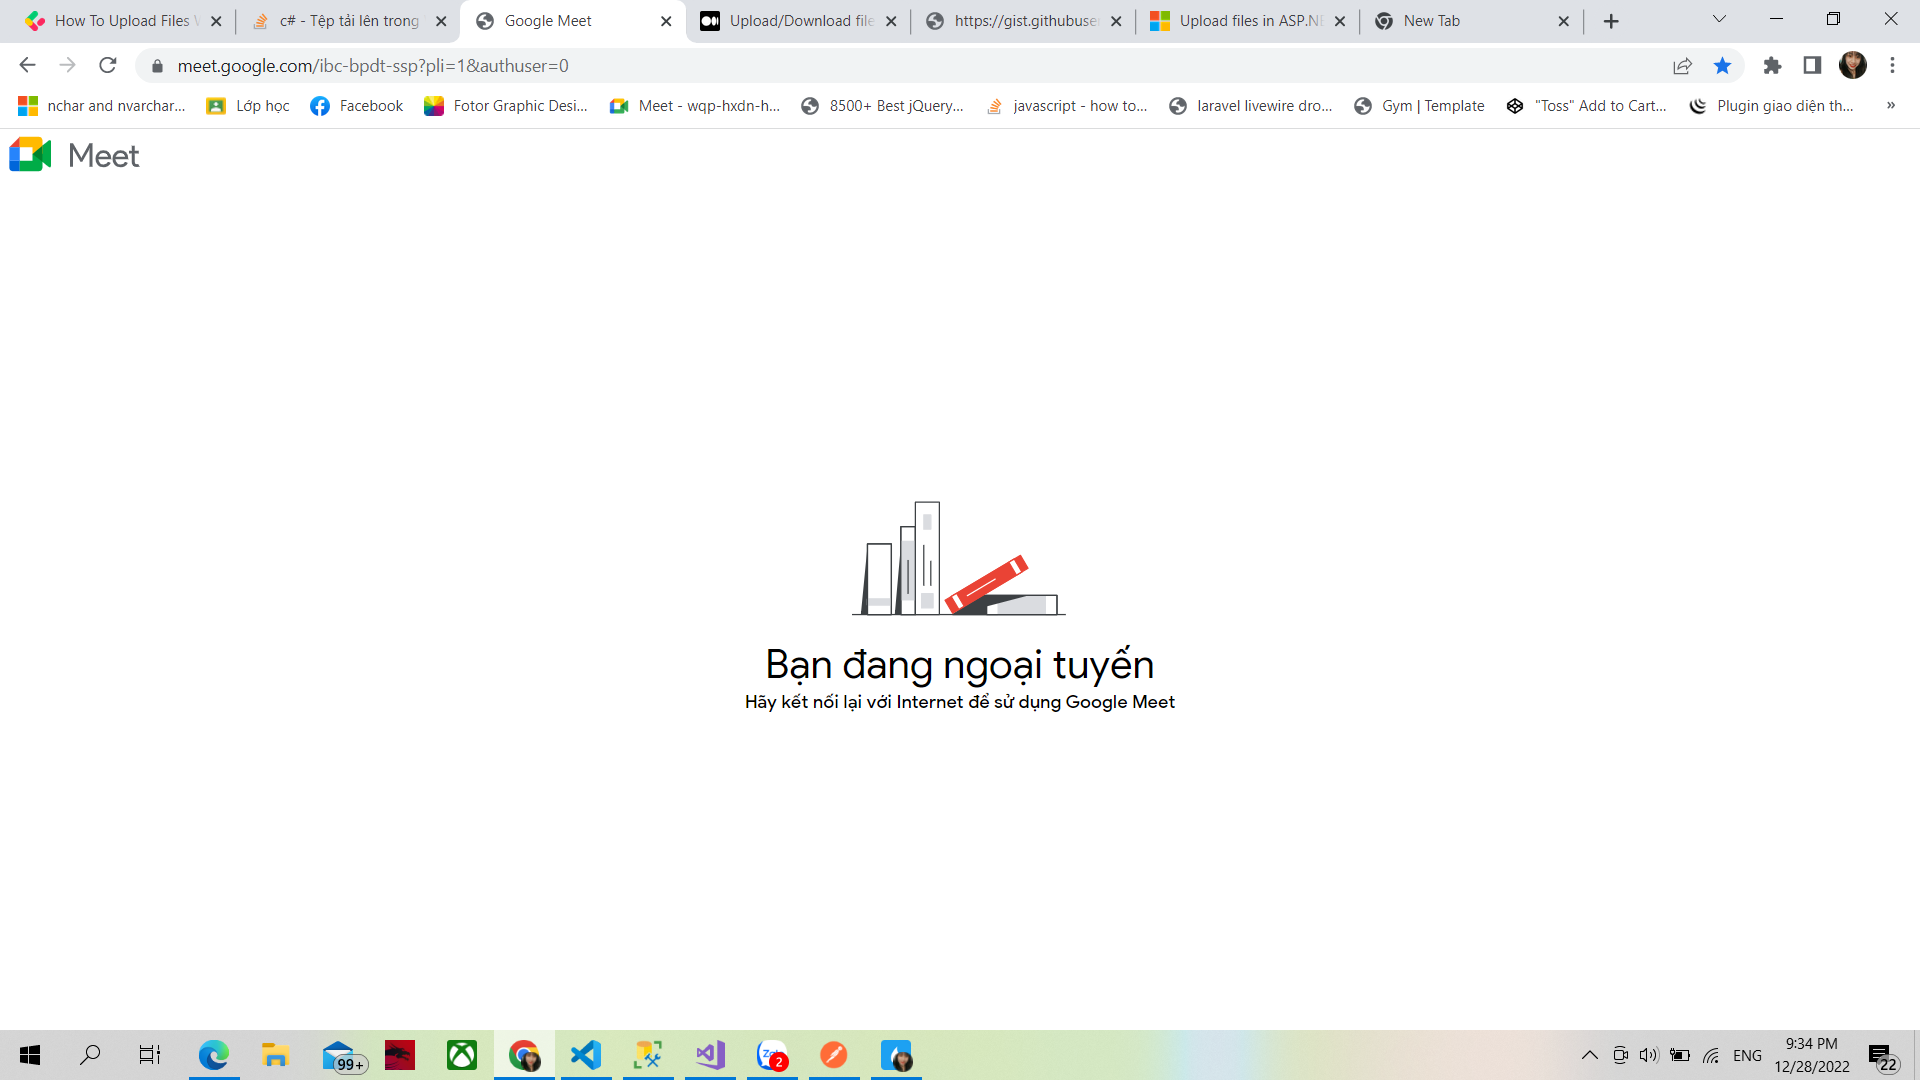 How To Upload Files
c# - Tệp tải lên trong
Google Meet
Upload/Download file
https://gist.githubuser
Upload files in ASP.NE
New Tab
meet.google.com/ibc-bpdt-ssp?pli=1&authuser=0
nchar and nvarchar...
Lớp học
Facebook
Fotor Graphic Desi...
Meet - wqp-hxdn-h...
8500+ Best jQuery...
javascript - how to...
laravel livewire dro...
Gym | Template
"Toss" Add to Cart...
Plugin giao diện th...
»
Meet
Bạn đang ngoại tuyến
Hãy kết nối lại với Internet để sử dụng Google Meet
99+
2
ENG
9:34 PM
12/28/2022
22